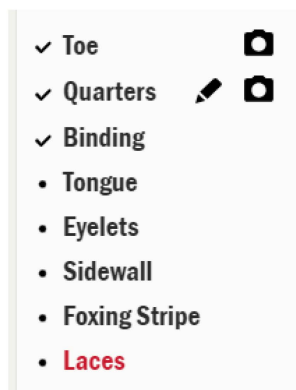 Toe
Quarters
Binding
Tongue
Eyelets
Sidewall
Foxing Stripe
Laces